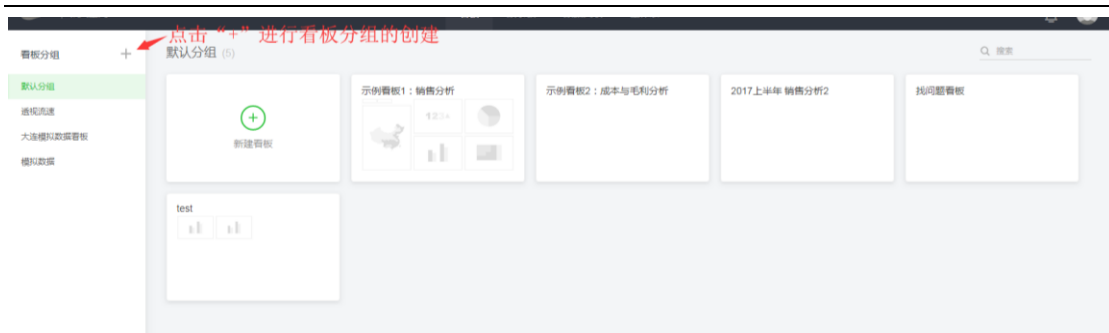 点击“+”进行看板分组的创建
看板分组
默认分组 (5)
搜索
默认分组
透视流速
大连模拟数据看板
模拟数据
新建看板
示例看板1：销售分析
123
示例看板2：成本与毛利分析
2017上半年 销售分析2
找问题看板
test